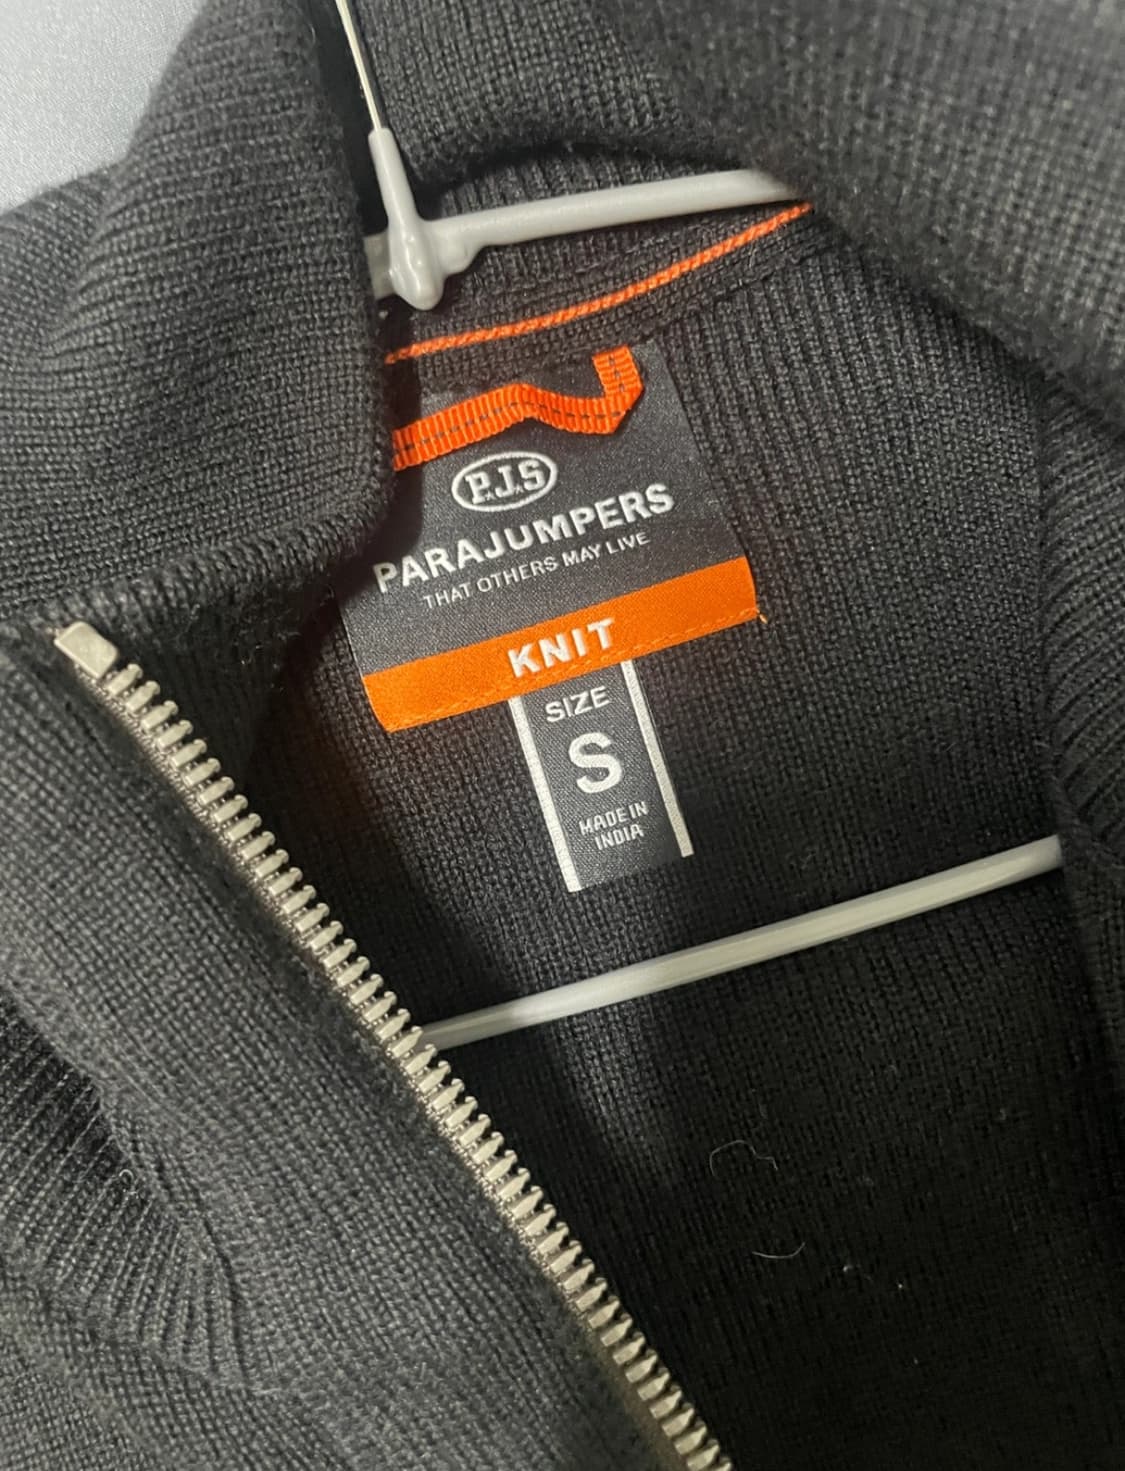 P.J.S
PARAJUMPERS
THAT OTHERS MAY LIVE
KNIT
SIZE
S
MADE IN
INDIA